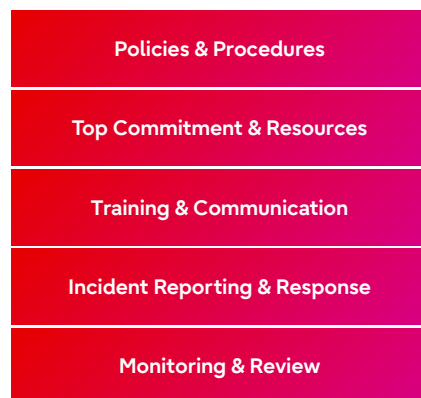 Policies & Procedures
Top Commitment & Resources
Training & Communication
Incident Reporting & Response
Monitoring & Review